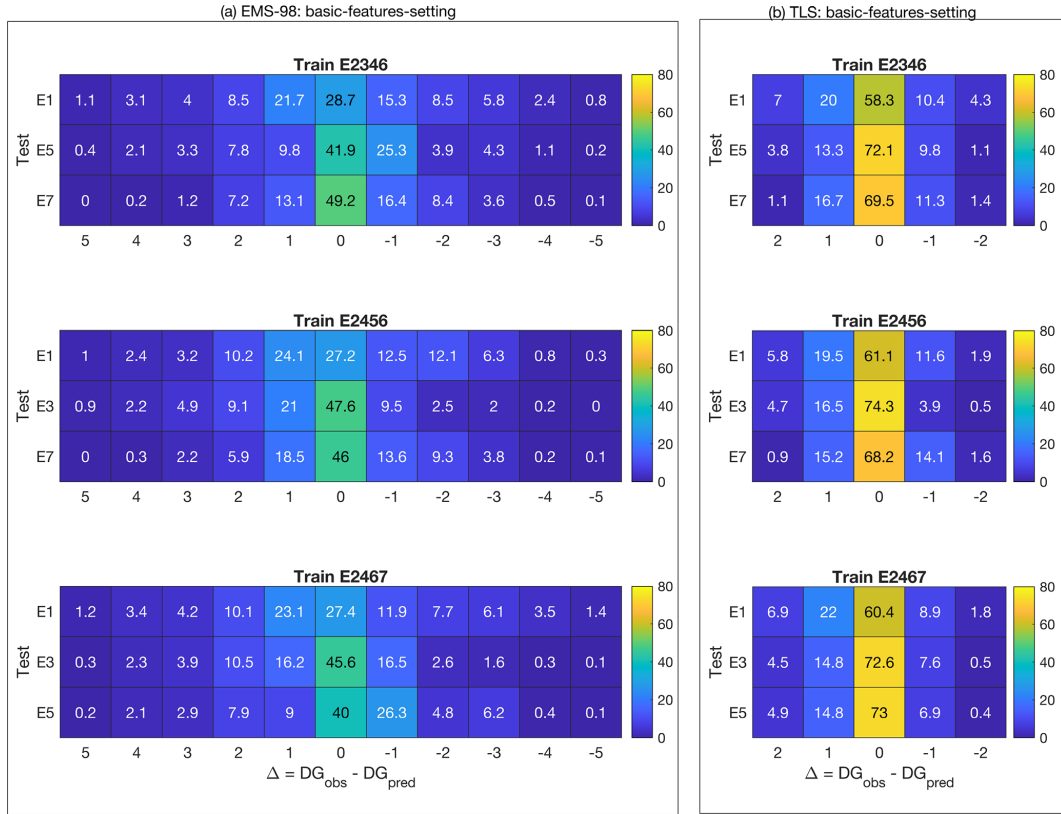 (a) EMS-98: basic-features-setting
Train E2346
Test
E1 1.1 3.1 4 8.5 21.7 28.7 15.3 8.5 5.8 2.4 0.8
E5 0.4 2.1 3.3 7.8 9.8 41.9 25.3 3.9 4.3 1.1 0.2
E7 0 0.2 1.2 7.2 13.1 49.2 16.4 8.4 3.6 0.5 0.1
5 4 3 2 1 0 -1 -2 -3 -4 -5
80
60
40
20
0
Train E2456
E1 1 2.4 3.2 10.2 24.1 27.2 12.5 12.1 6.3 0.8 0.3
E3 0.9 2.2 4.9 9.1 21 47.6 9.5 2.5 2 0.2 0
E7 0 0.3 2.2 5.9 18.5 46 13.6 9.3 3.8 0.2 0.1
5 4 3 2 1 0 -1 -2 -3 -4 -5
80
60
40
20
0
Train E2467
Test
E1 1.2 3.4 4.2 10.1 23.1 27.4 11.9 7.7 6.1 3.5 1.4
E3 0.3 2.3 3.9 10.5 16.2 45.6 16.5 2.6 1.6 0.3 0.1
E5 0.2 2.1 2.9 7.9 9 40 26.3 4.8 6.2 0.4 0.1
5 4 3 2 1 0 -1 -2 -3 -4 -5
80
60
40
20
0
Δ = DG_obs - DG_pred
(b) TLS: basic-features-setting
Train E2346
Test
E1 7 20 58.3 10.4 4.3
E5 3.8 13.3 72.1 9.8 1.1
E7 1.1 16.7 69.5 11.3 1.4
2 1 0 -1 -2
80
60
40
20
0
Train E2456
Test
E1 5.8 19.5 61.1 11.6 1.9
E3 4.7 16.5 74.3 3.9 0.5
E7 0.9 15.2 68.2 14.1 1.6
2 1 0 -1 -2
80
60
40
20
0
Train E2467
Test
E1 6.9 22 60.4 8.9 1.8
E3 4.5 14.8 72.6 7.6 0.5
E5 4.9 14.8 73 6.9 0.4
2 1 0 -1 -2
80
60
40
20
0
Δ = DG_obs - DG_pred